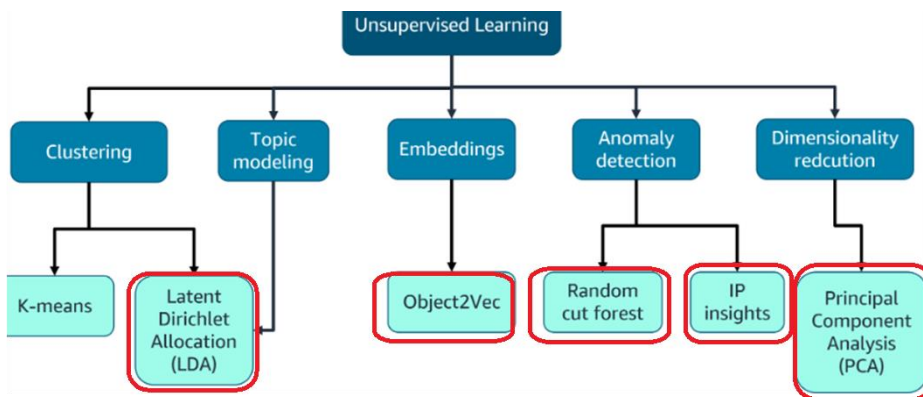 Unsupervised Learning
Clustering
Topic
modeling
Embeddings
Anomaly
detection
Dimensionality
redcution
K-means
Latent
Dirichlet
Allocation
(LDA)
Object2Vec
Random
cut forest
IP
insights
Principal
Component
Analysis
(PCA)